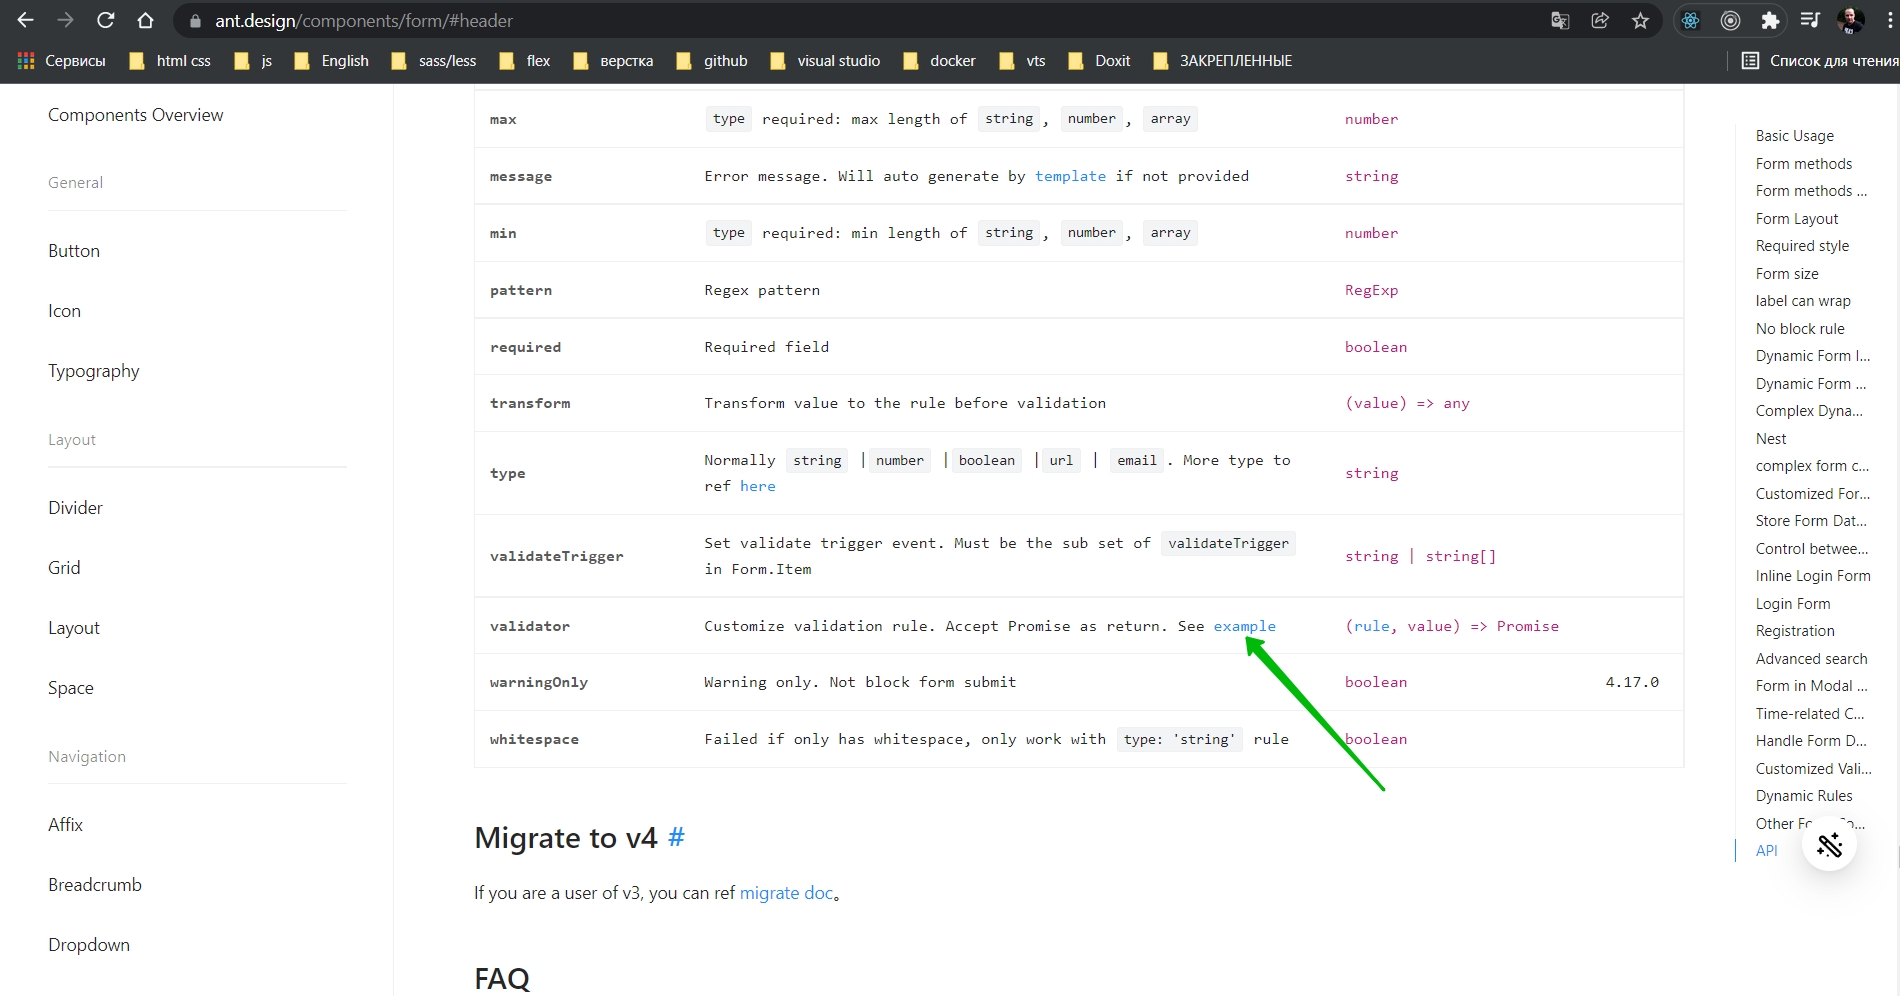 ant.design/components/form/#header
Сервисы html css js English sass/less flex верстка github visual studio docker vts Doxit ЗАКРЕПЛЕННЫЕ Список для чтения
Components Overview
General
Button
Icon
Typography
Layout
Divider
Grid
Layout
Space
Navigation
Affix
Breadcrumb
Dropdown
max type required: max length of string , number , array number
message Error message. Will auto generate by template if not provided string
min type required: min length of string , number , array number
pattern Regex pattern RegExp
required Required field boolean
transform Transform value to the rule before validation (value) => any
type Normally string | number | boolean | url | email . More type to string
ref here
validateTrigger Set validate trigger event. Must be the sub set of validateTrigger string | string[]
in Form.Item
validator Customize validation rule. Accept Promise as return. See example (rule, value) => Promise
warningOnly Warning only. Not block form submit boolean 4.17.0
whitespace Failed if only has whitespace, only work with type: 'string' rule boolean
Migrate to v4 #
If you are a user of v3, you can ref migrate doc。
FAQ
Basic Usage
Form methods
Form methods ...
Form Layout
Required style
Form size
label can wrap
No block rule
Dynamic Form I...
Dynamic Form ...
Complex Dyna...
Nest
complex form c...
Customized For...
Store Form Dat...
Control betwee...
Inline Login Form
Login Form
Registration
Advanced search
Form in Modal ...
Time-related C...
Handle Form D...
Customized Vali...
Dynamic Rules
Other
API